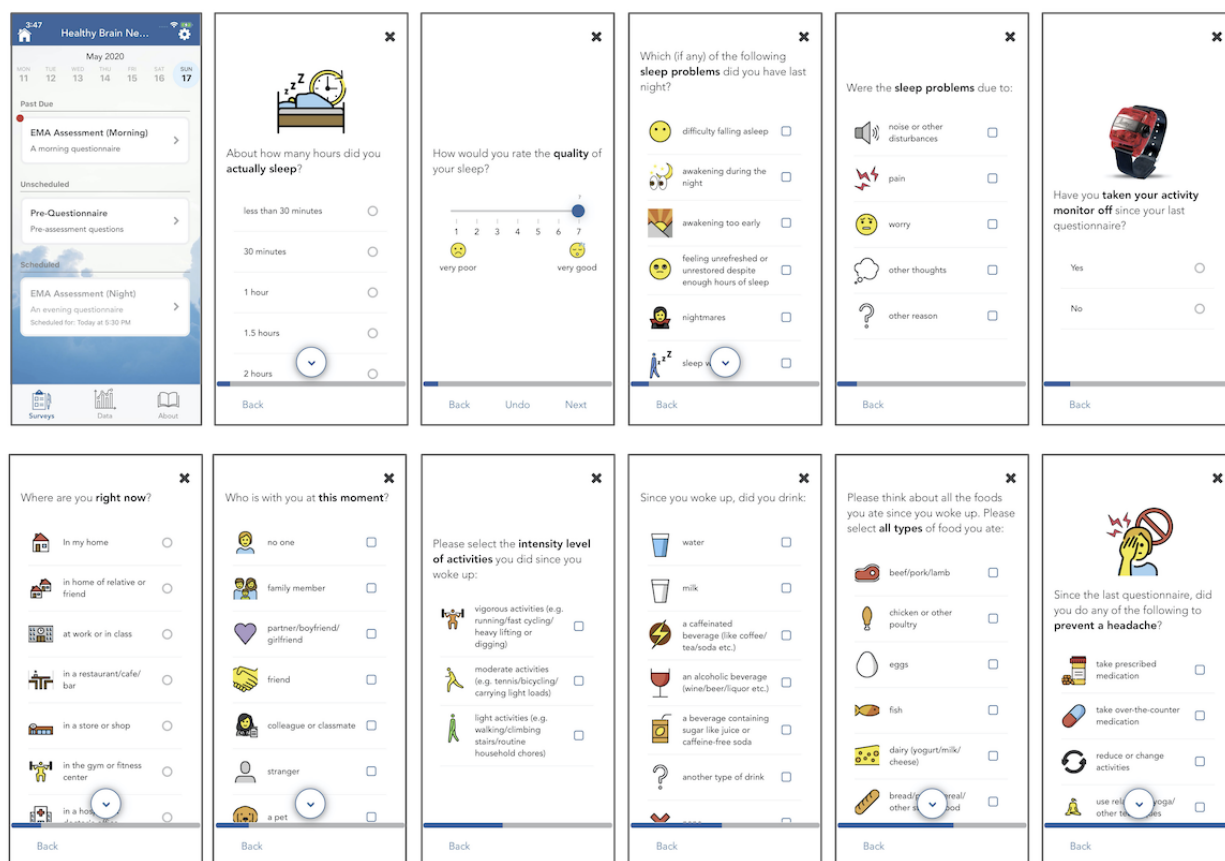 3:47
Healthy Brain Ne...
May 2020
MON TUE WED THU FRI SAT SUN
11 12 13 14 15 16 17
Past Due
EMA Assessment (Morning)
A morning questionnaire
Unscheduled
Pre-Questionnaire
Pre-assessment questions
Scheduled
EMA Assessment (Night)
An evening questionnaire
Scheduled for: Today at 5:30 PM
Surveys Data About
z z Z
About how many hours did you
actually sleep?
less than 30 minutes
30 minutes
1 hour
1.5 hours
2 hours
Back
How would you rate the quality of
your sleep?
1 2 3 4 5 6 7
very poor very good
Back Undo Next
Which (if any) of the following
sleep problems did you have last
night?
difficulty falling asleep
awakening during the
night
awakening too early
feeling unrefreshed or
unrestored despite
enough hours of sleep
nightmares
z z Z
sleep
Back
Were the sleep problems due to:
noise or other
disturbances
pain
worry
other thoughts
other reason
Back
Have you taken your activity
monitor off since your last
questionnaire?
Yes
No
Back
Where are you right now?
In my home
in home of relative or
friend
at work or in class
in a restaurant/cafe/
bar
in a store or shop
in the gym or fitness
center
in a
Back
Who is with you at this moment?
no one
family member
partner/boyfriend/
girlfriend
friend
colleague or classmate
stranger
a pet
Back
Please select the intensity level
of activities you did since you
woke up:
vigorous activities (e.g.
running/fast cycling/
heavy lifting or
digging)
moderate activities
(e.g. tennis/bicycling/
carrying light loads)
light activities (e.g.
walking/climbing
stairs/routine
household chores)
Back
Since you woke up, did you drink:
water
milk
a caffeinated
beverage (like coffee/
tea/soda etc.)
an alcoholic beverage
(wine/beer/liquor etc.)
a beverage containing
sugar like juice or
caffeine-free soda
another type of drink
Back
Please think about all the foods
you ate since you woke up. Please
select all types of food you ate:
beef/pork/lamb
chicken or other
poultry
eggs
fish
dairy (yogurt/milk/
cheese)
other
Back
Since the last questionnaire, did
you do any of the following to
prevent a headache?
take prescribed
medication
take over-the-counter
medication
reduce or change
activities
use
other
Back